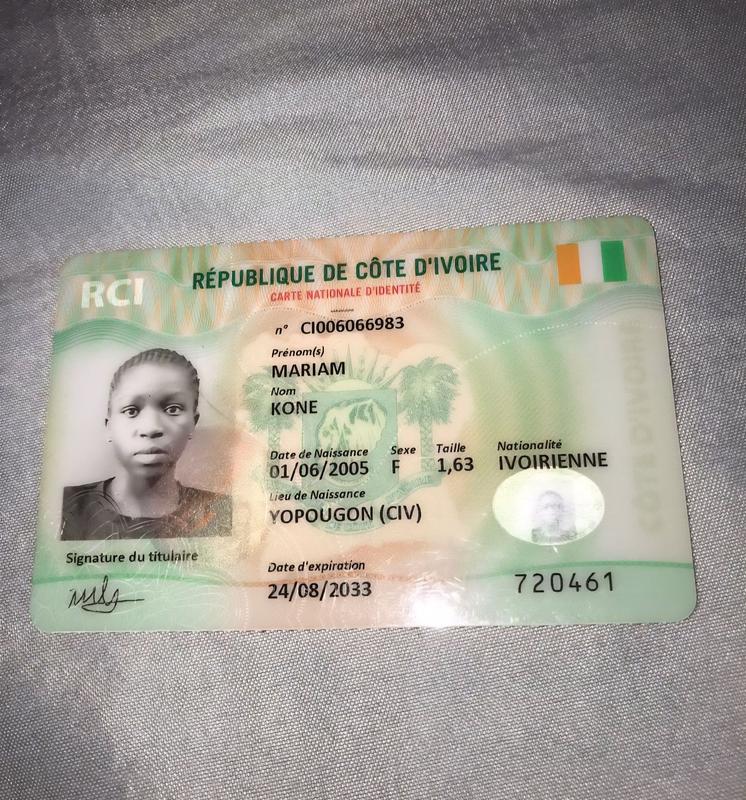 RCI
RÉPUBLIQUE DE CÔTE D'IVOIRE
CARTE NATIONALE D'IDENTITÉ
n° CI006066983
Prénom(s)
MARIAM
Nom
KONE
Date de Naissance Sexe Taille Nationalité
01/06/2005 F 1,63 IVOIRIENNE
Lieu de Naissance
YOPOUGON (CIV)
Signature du titulaire
Date d'expiration
24/08/2033
720461
CÔTE D'IVOIRE